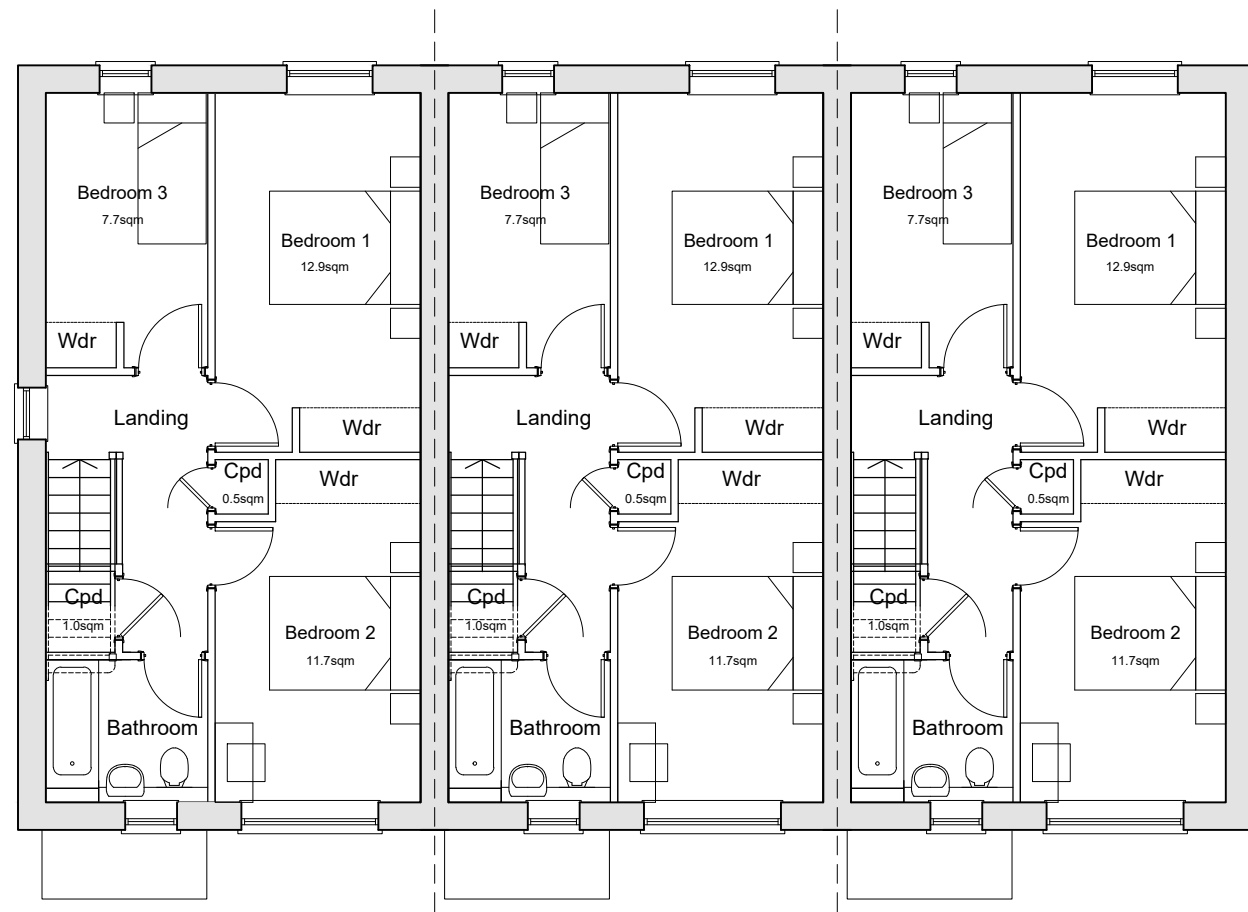 Bedroom 3
7.7sqm
Bedroom 1
12.9sqm
Wdr
Landing
Wdr
Cpd
0.5sqm
Wdr
Cpd
1.0sqm
Bedroom 2
11.7sqm
Bathroom
Bedroom 3
7.7sqm
Bedroom 1
12.9sqm
Wdr
Landing
Wdr
Cpd
0.5sqm
Wdr
Cpd
1.0sqm
Bedroom 2
11.7sqm
Bathroom
Bedroom 3
7.7sqm
Bedroom 1
12.9sqm
Wdr
Landing
Wdr
Cpd
0.5sqm
Wdr
Cpd
1.0sqm
Bedroom 2
11.7sqm
Bathroom